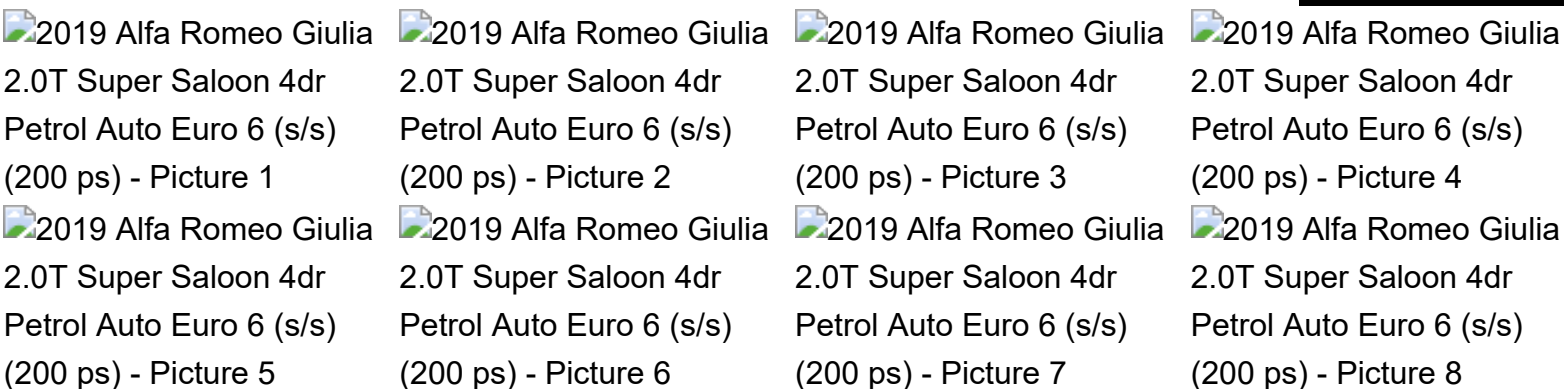 2019 Alfa Romeo Giulia
2.0T Super Saloon 4dr
Petrol Auto Euro 6 (s/s)
(200 ps) - Picture 1
2019 Alfa Romeo Giulia
2.0T Super Saloon 4dr
Petrol Auto Euro 6 (s/s)
(200 ps) - Picture 2
2019 Alfa Romeo Giulia
2.0T Super Saloon 4dr
Petrol Auto Euro 6 (s/s)
(200 ps) - Picture 3
2019 Alfa Romeo Giulia
2.0T Super Saloon 4dr
Petrol Auto Euro 6 (s/s)
(200 ps) - Picture 4
2019 Alfa Romeo Giulia
2.0T Super Saloon 4dr
Petrol Auto Euro 6 (s/s)
(200 ps) - Picture 5
2019 Alfa Romeo Giulia
2.0T Super Saloon 4dr
Petrol Auto Euro 6 (s/s)
(200 ps) - Picture 6
2019 Alfa Romeo Giulia
2.0T Super Saloon 4dr
Petrol Auto Euro 6 (s/s)
(200 ps) - Picture 7
2019 Alfa Romeo Giulia
2.0T Super Saloon 4dr
Petrol Auto Euro 6 (s/s)
(200 ps) - Picture 8